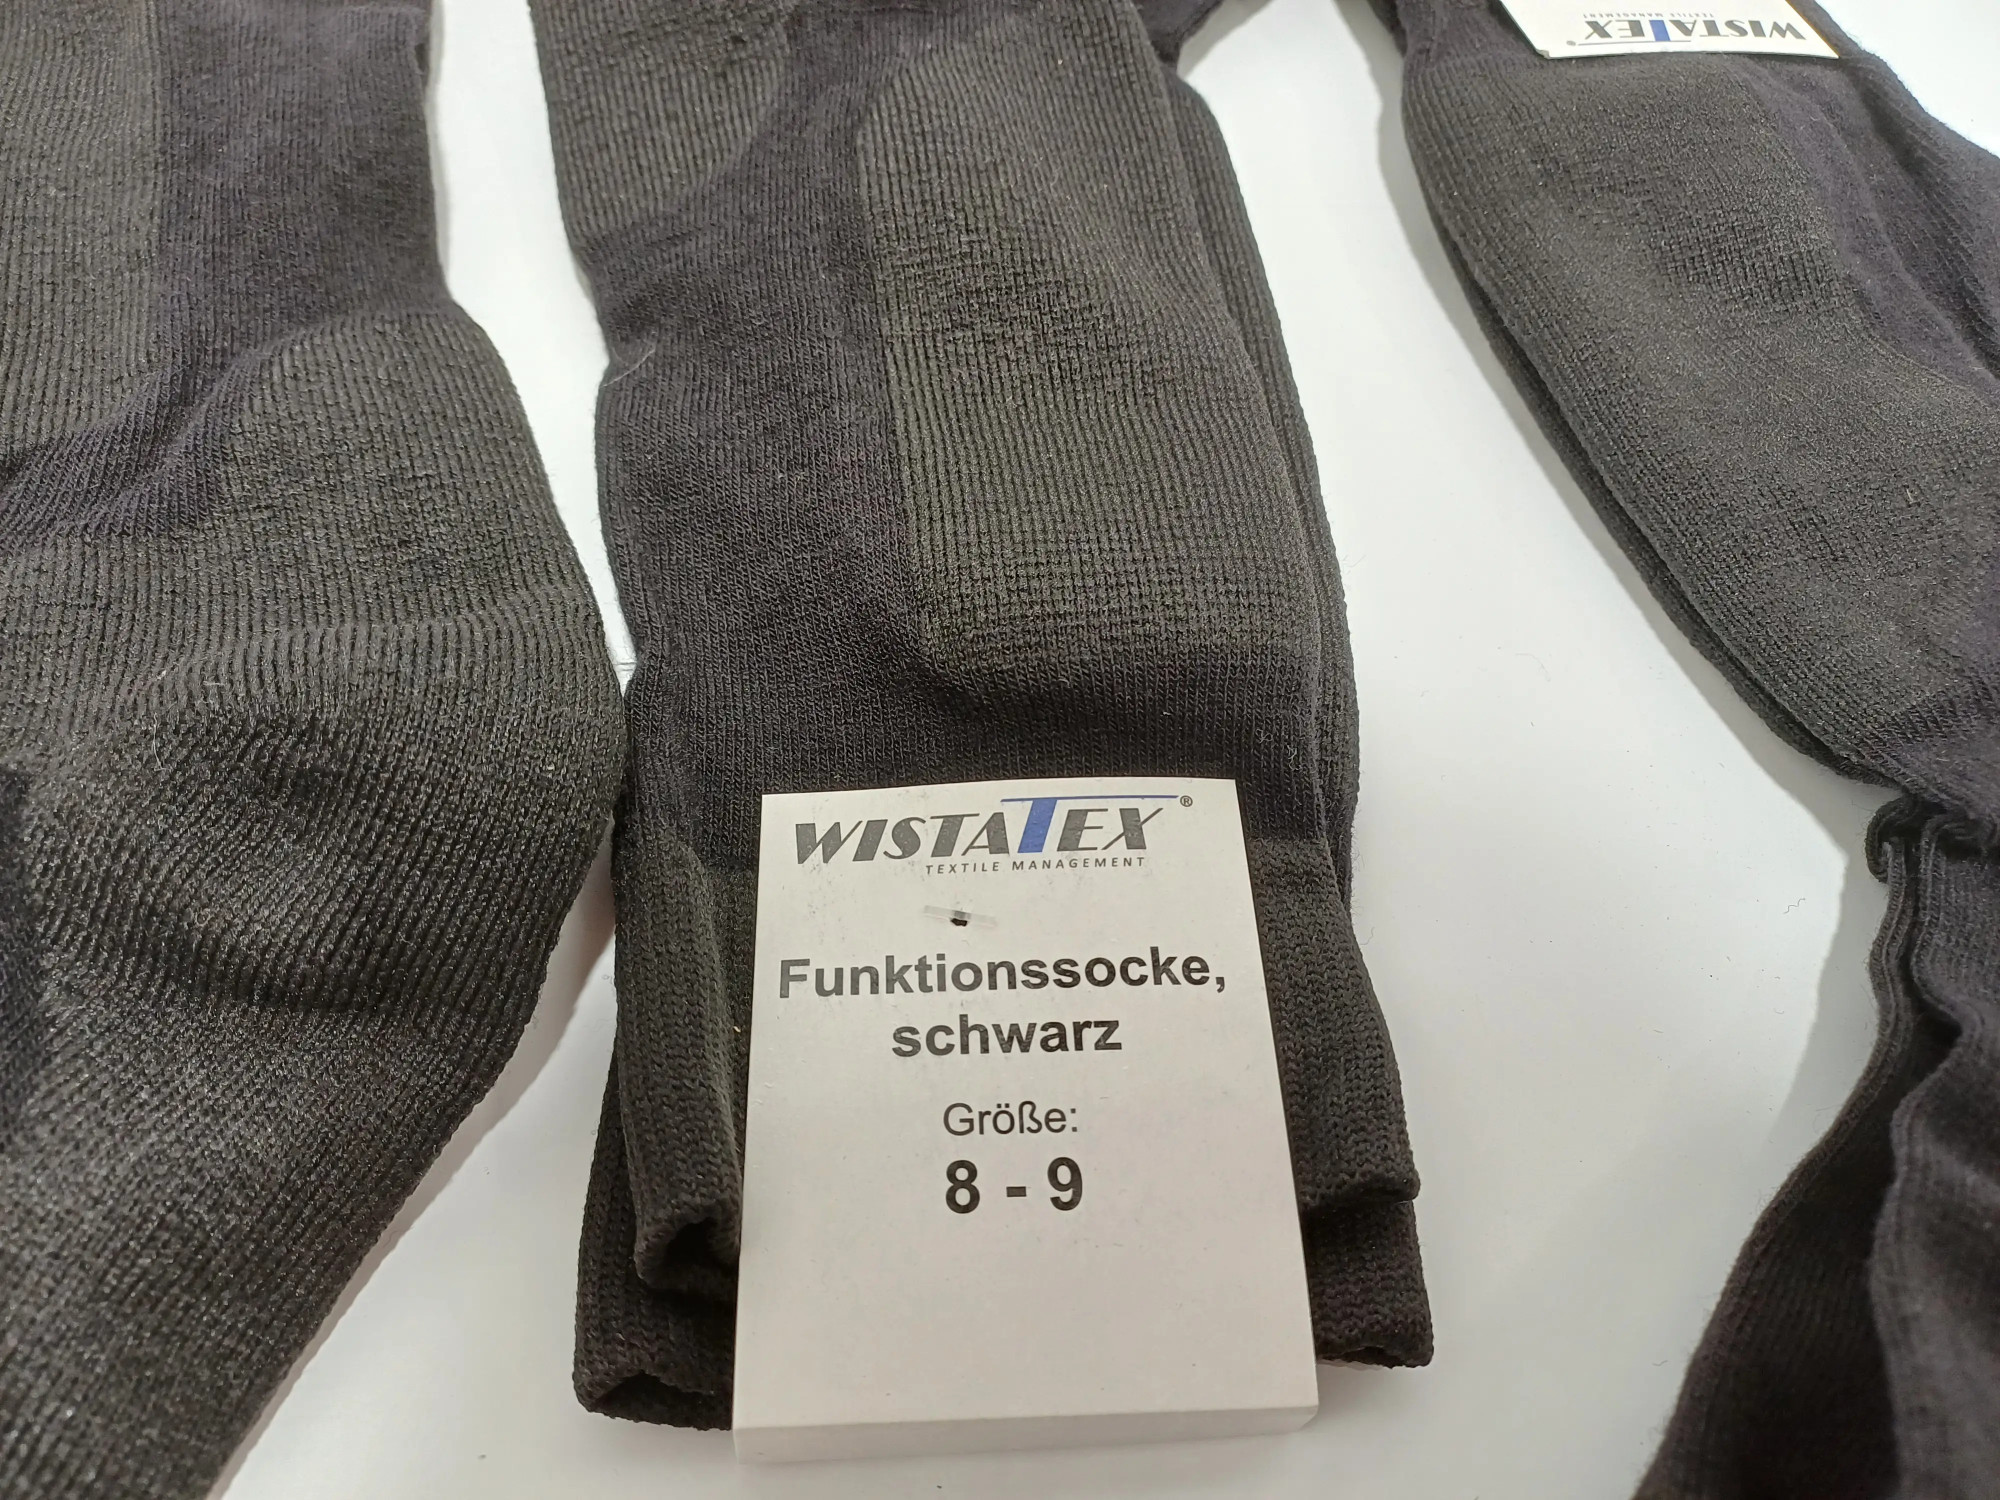 WISTATEX
TEXTILE MANAGEMENT
WISTATEX®
TEXTILE MANAGEMENT
Funktionssocke,
schwarz
Größe:
8 - 9